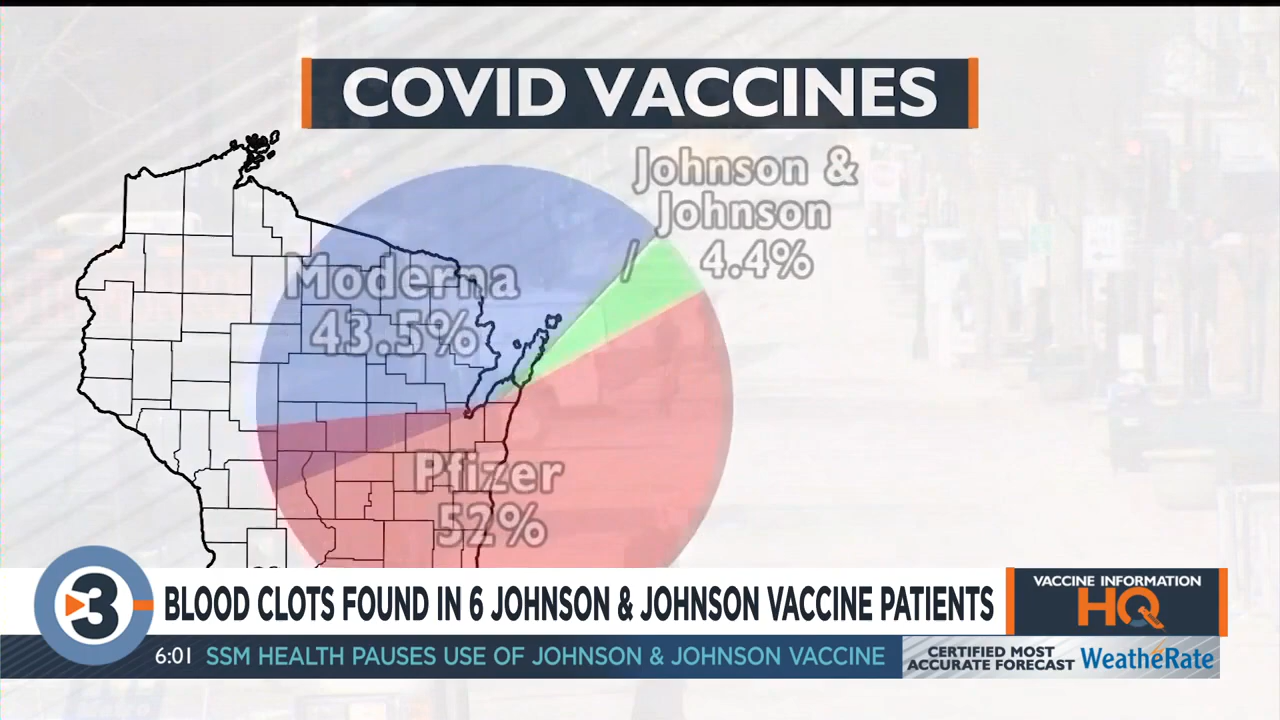 COVID VACCINES
Johnson &
Johnson
4.4%
Moderna
43.5%
Pfizer
52%
3
BLOOD CLOTS FOUND IN 6 JOHNSON & JOHNSON VACCINE PATIENTS
VACCINE INFORMATION
HQ
6:01 SSM HEALTH PAUSES USE OF JOHNSON & JOHNSON VACCINE
CERTIFIED MOST
ACCURATE FORECAST
WeatheRate